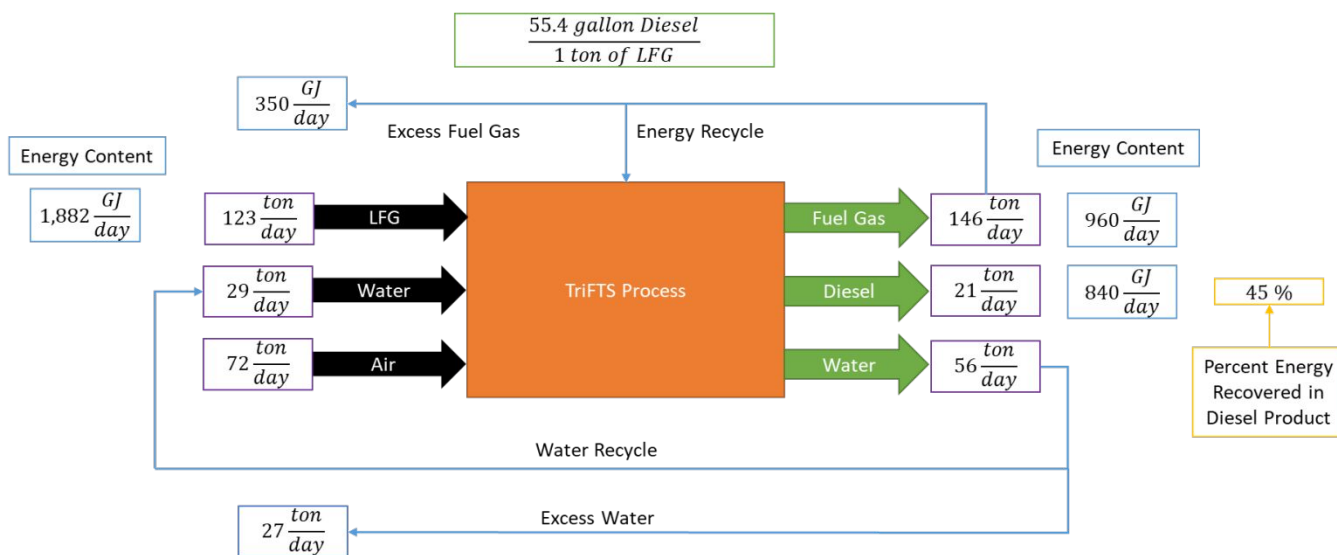 55.4 gallon Diesel
1 ton of LFG
350 GJ
day
Excess Fuel Gas
Energy Recycle
Energy Content
Energy Content
1,882 GJ
day
123 ton
day
LFG
Fuel Gas
146 ton
day
960 GJ
day
29 ton
day
Water
TriFTS Process
Diesel
21 ton
day
840 GJ
day
45 %
72 ton
day
Air
Water
56 ton
day
Percent Energy
Recovered in
Diesel Product
Water Recycle
Excess Water
27 ton
day